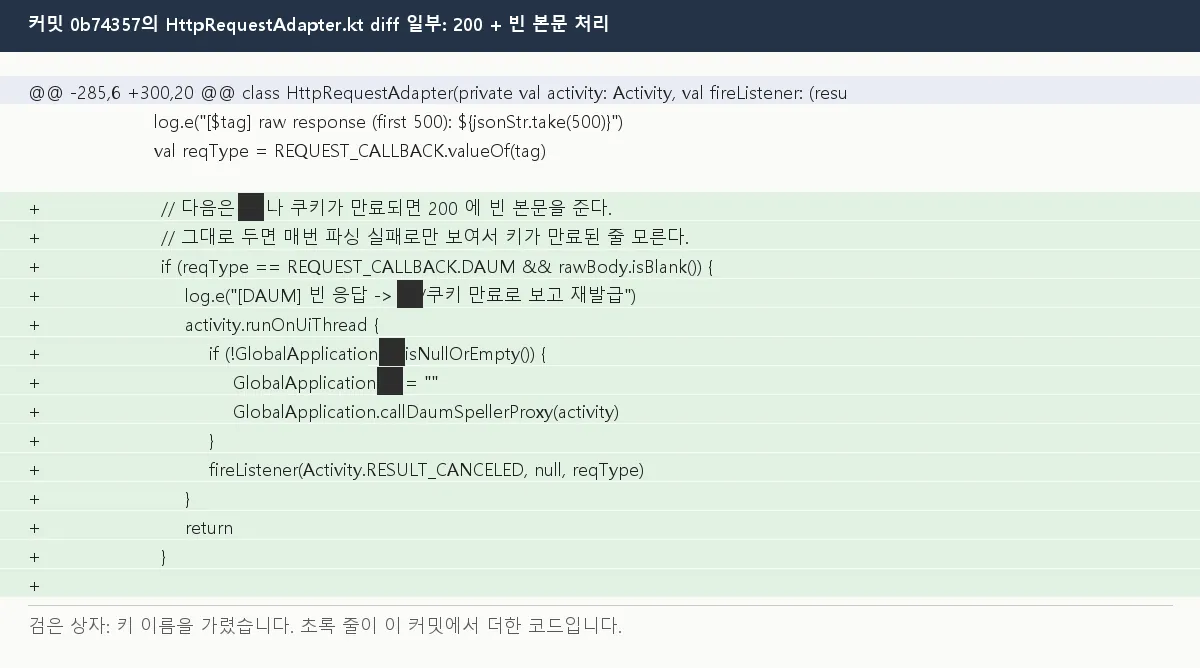 커밋 0b74357의 HttpRequestAdapter.kt diff 일부: 200 + 빈 본문 처리
@@ -285,6 +300,20 @@ class HttpRequestAdapter(private val activity: Activity, val fireListener: (resu
log.e("[$tag] raw response (first 500): ${jsonStr.take(500)}")
val reqType = REQUEST_CALLBACK.valueOf(tag)
+ // 다음은 나 쿠키가 만료되면 200 에 빈 본문을 준다.
+ // 그대로 두면 매번 파싱 실패로만 보여서 키가 만료된 줄 모른다.
+ if (reqType == REQUEST_CALLBACK.DAUM && rawBody.isBlank()) {
+ log.e("[DAUM] 빈 응답 -> /쿠키 만료로 보고 재발급")
+ activity.runOnUiThread {
+ if (!GlobalApplication isNullOrEmpty()) {
+ GlobalApplication = ""
+ GlobalApplication.callDaumSpellerProxy(activity)
+ }
+ fireListener(Activity.RESULT_CANCELED, null, reqType)
+ }
+ return
+ }
+
검은 상자: 키 이름을 가렸습니다. 초록 줄이 이 커밋에서 더한 코드입니다.